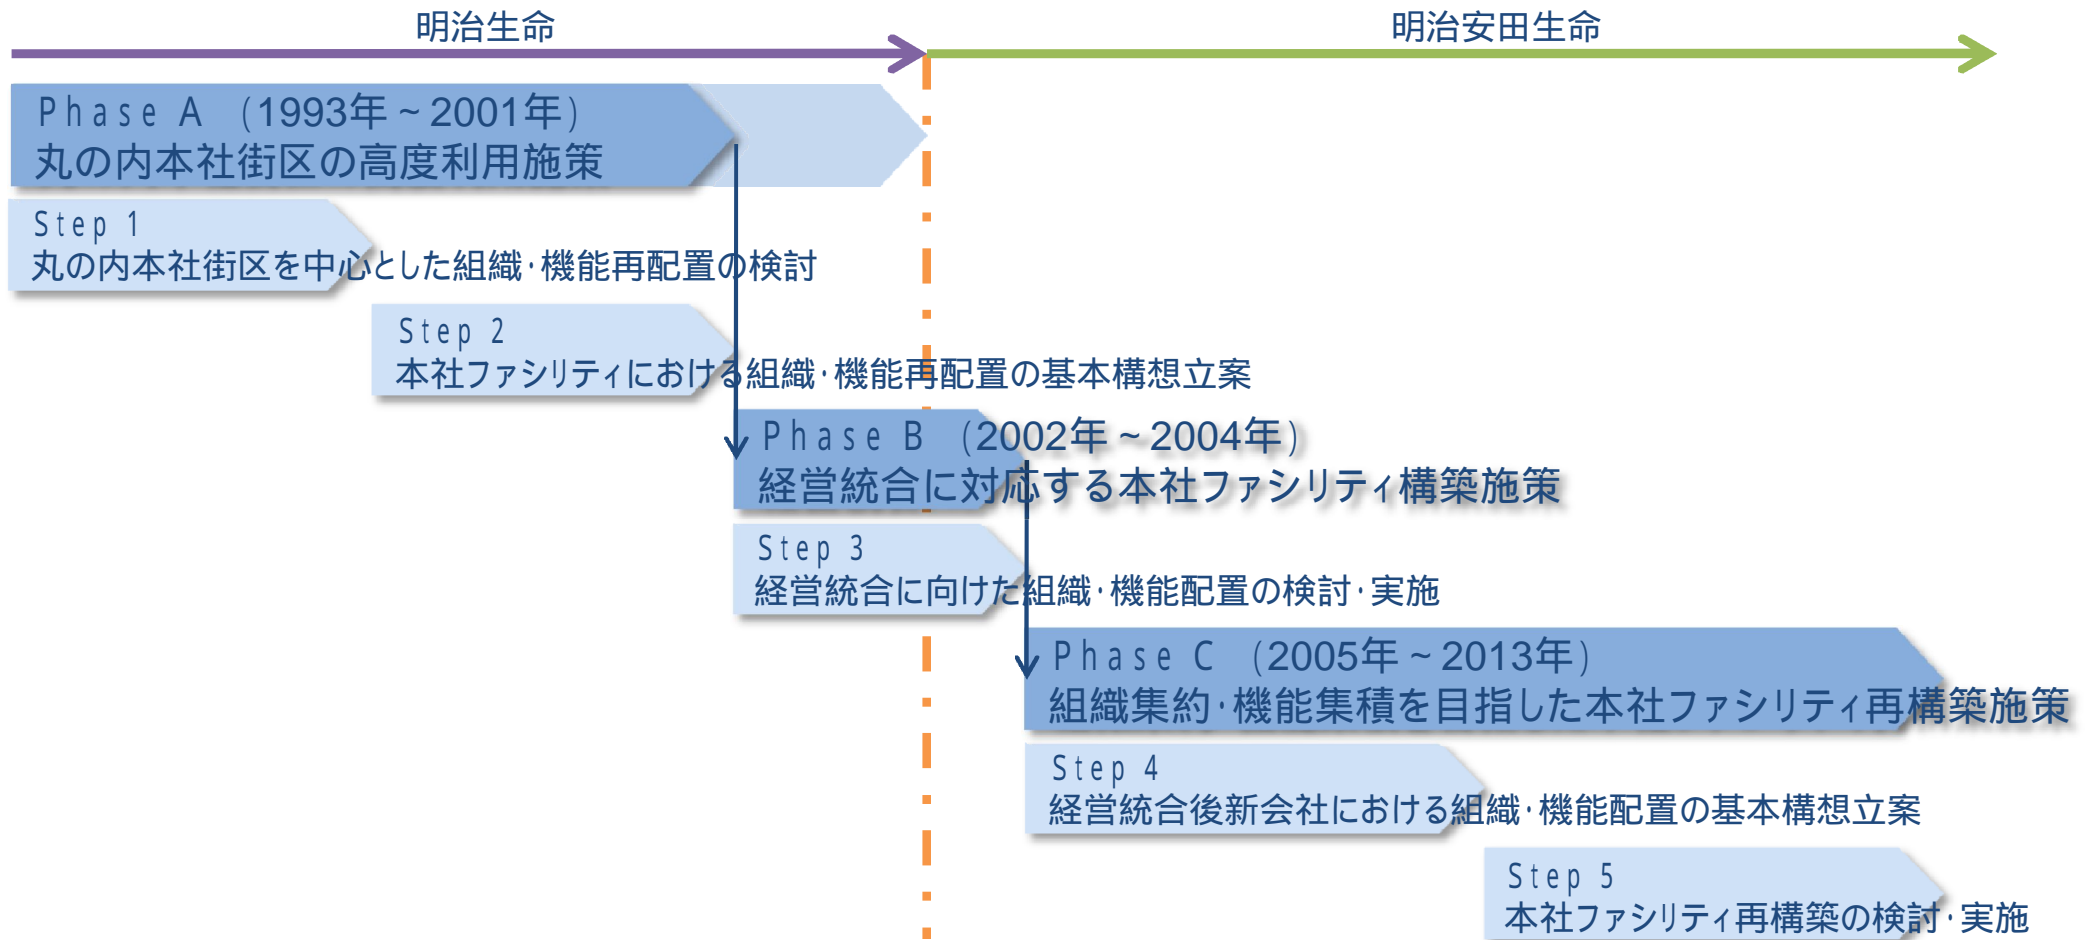 明治生命
明治安田生命
Phase A (1993年~2001年)
丸の内本社街区の高度利用施策
Step 1
丸の内本社街区を中心とした組織・機能再配置の検討
Step 2
本社ファシリティにおける組織・機能再配置の基本構想立案
Phase B (2002年~2004年)
経営統合に対応する本社ファシリティ構築施策
Step 3
経営統合に向けた組織・機能配置の検討・実施
Phase C (2005年~2013年)
組織集約・機能集積を目指した本社ファシリティ再構築施策
Step 4
経営統合後新会社における組織・機能配置の基本構想立案
Step 5
本社ファシリティ再構築の検討・実施